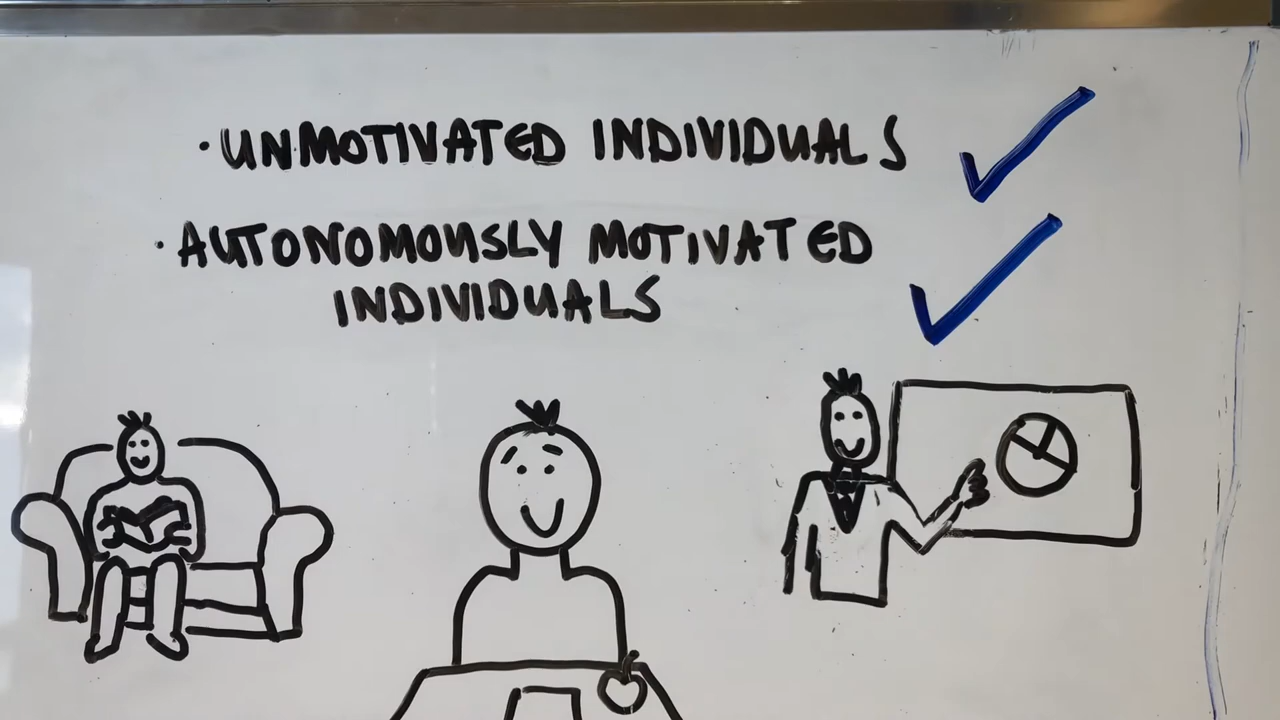 · UNMOTIVATED INDIVIDUALS
· AUTONOMOUSLY MOTIVATED
INDIVIDUALS